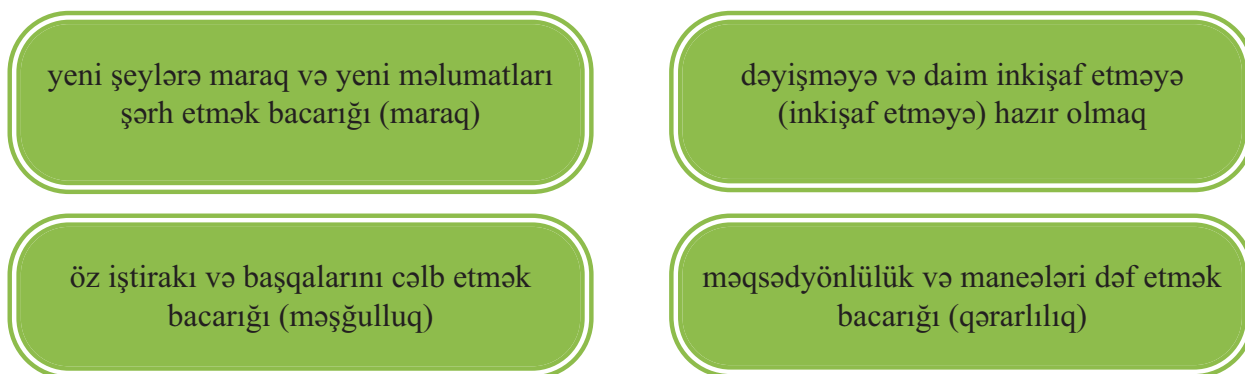 yeni şeylərə maraq və yeni məlumatları
şərh etmək bacarığı (maraq)
dəyişməyə və daim inkişaf etməyə
(inkişaf etməyə) hazır olmaq
öz iştirakı və başqalarını cəlb etmək
bacarığı (məşğulluq)
məqsədyönlülük və maneələri dəf etmək
bacarığı (qərarlılıq)